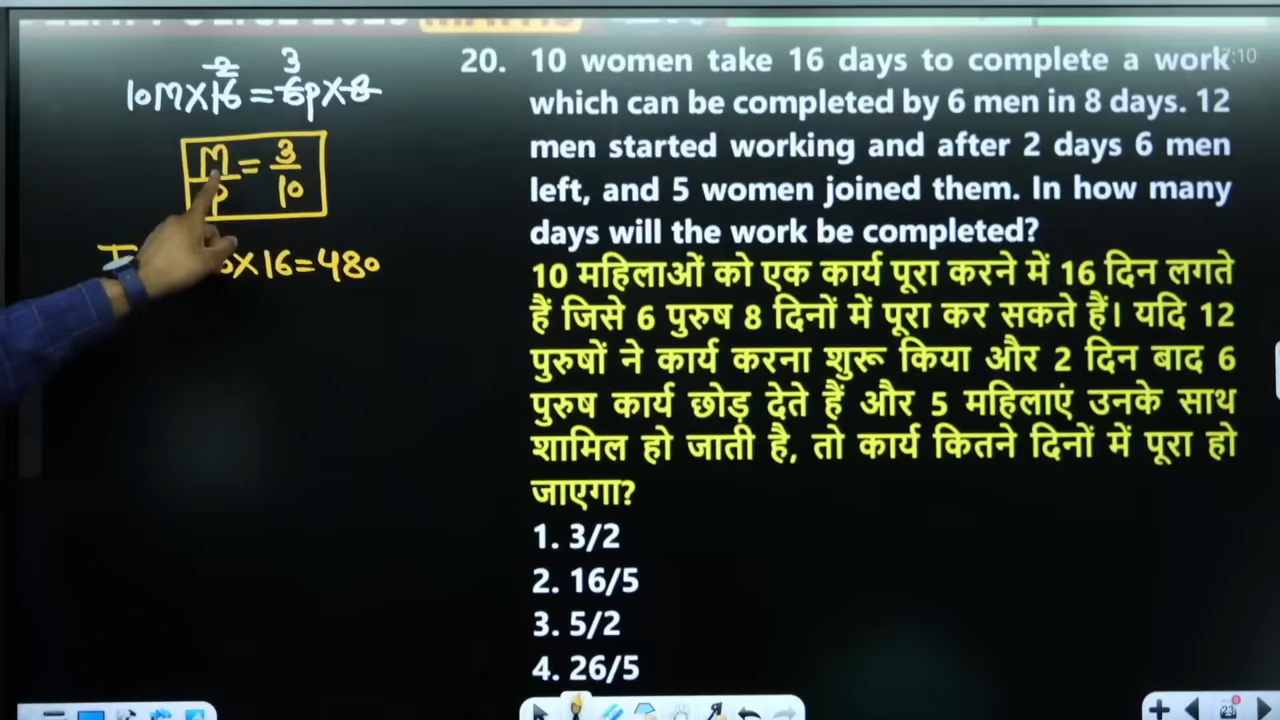 10M×16 = 6P×8
2 3
M/P = 3/10
×16=480
20. 10 women take 16 days to complete a work
which can be completed by 6 men in 8 days. 12
men started working and after 2 days 6 men
left, and 5 women joined them. In how many
days will the work be completed?
10 महिलाओं को एक कार्य पूरा करने में 16 दिन लगते
हैं जिसे 6 पुरुष 8 दिनों में पूरा कर सकते हैं। यदि 12
पुरुषों ने कार्य करना शुरू किया और 2 दिन बाद 6
पुरुष कार्य छोड़ देते हैं और 5 महिलाएं उनके साथ
शामिल हो जाती है, तो कार्य कितने दिनों में पूरा हो
जाएगा?
1. 3/2
2. 16/5
3. 5/2
4. 26/5
23